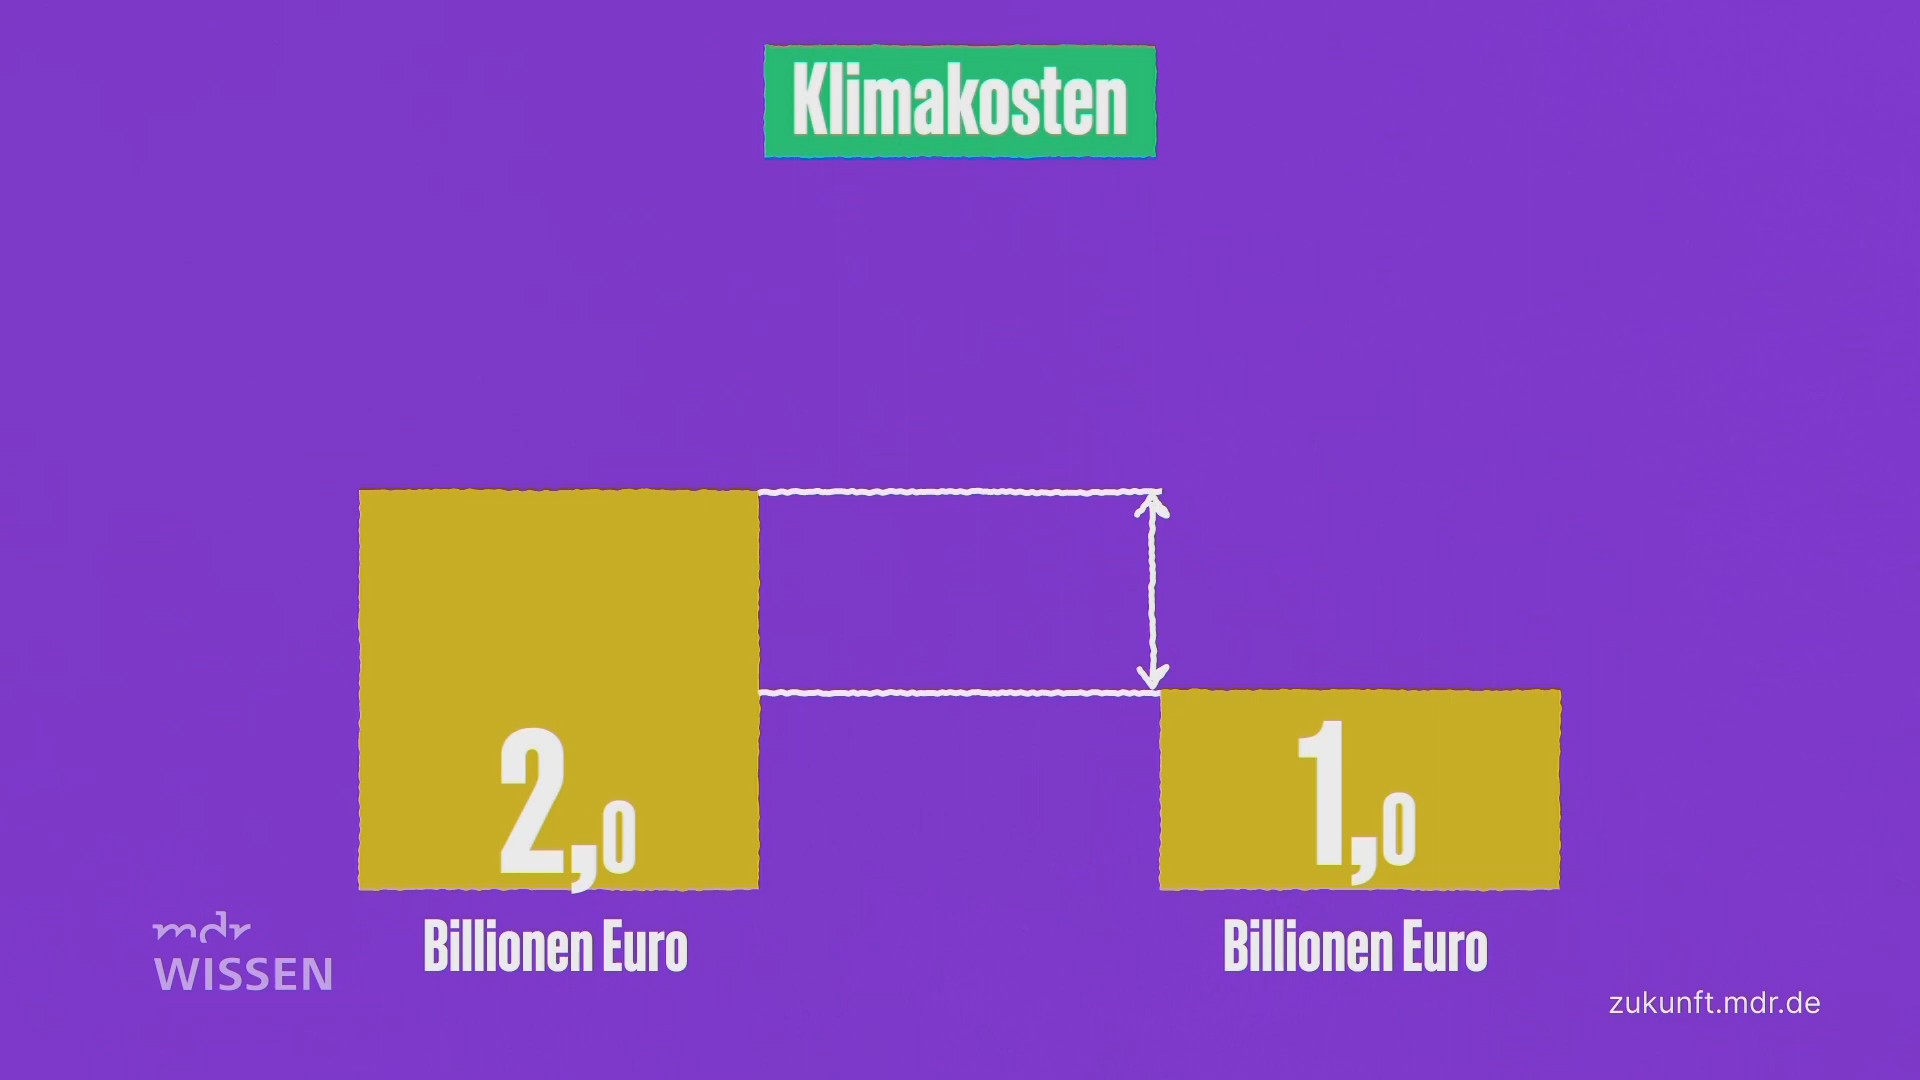 Klimakosten
2,0
1,0
Billionen Euro
Billionen Euro
mdr
WISSEN
zukunft.mdr.de